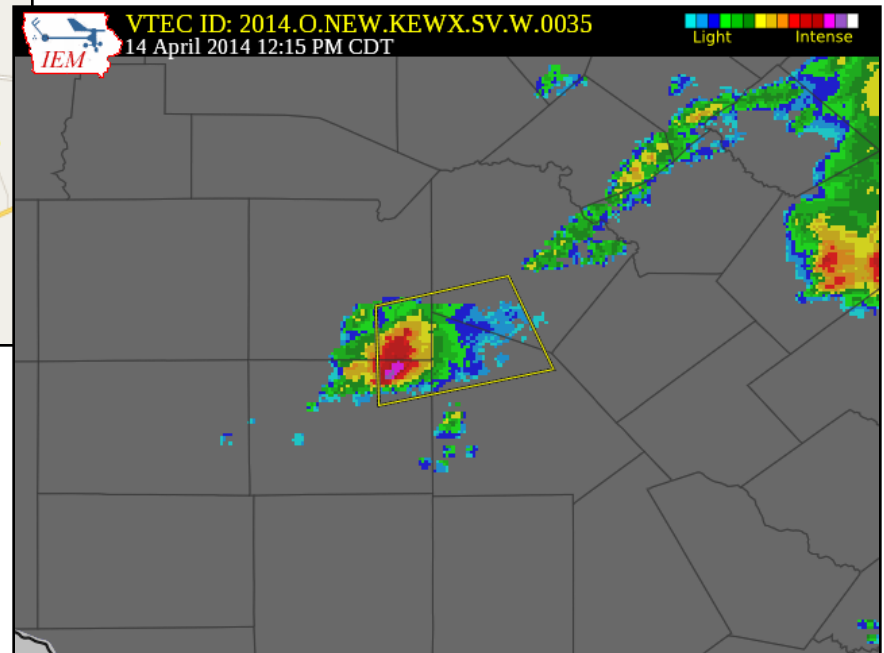 VTEC ID: 2014.O.NEW.KEWX.SV.W.0035
14 April 2014 12:15 PM CDT
IEM
Light Intense